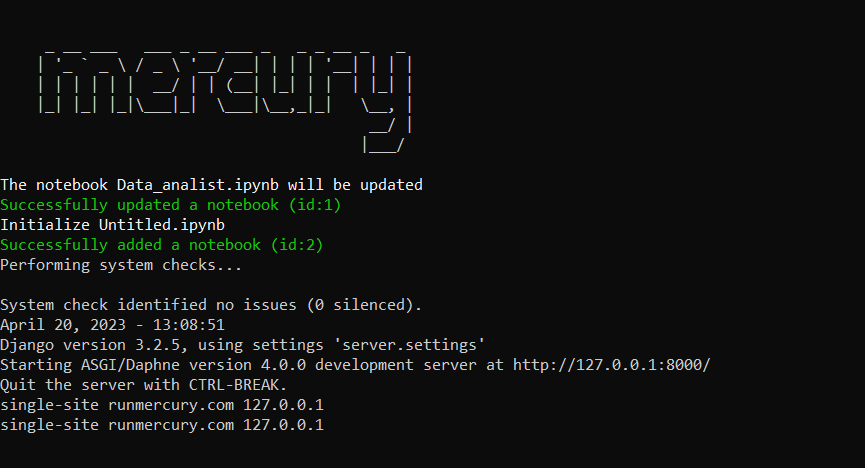 mercury
The notebook Data_analist.ipynb will be updated
Successfully updated a notebook (id:1)
Initialize Untitled.ipynb
Successfully added a notebook (id:2)
Performing system checks...
System check identified no issues (0 silenced).
April 20, 2023 - 13:08:51
Django version 3.2.5, using settings 'server.settings'
Starting ASGI/Daphne version 4.0.0 development server at http://127.0.0.1:8000/
Quit the server with CTRL-BREAK.
single-site runmercury.com 127.0.0.1
single-site runmercury.com 127.0.0.1